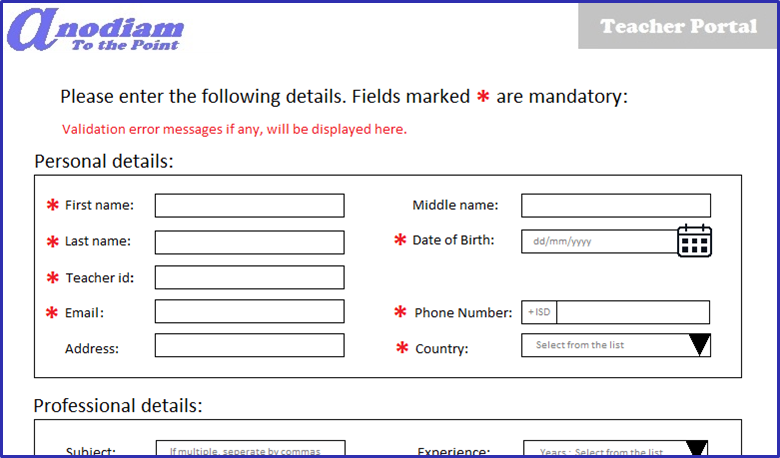 anodiam
To the Point
Teacher Portal
Please enter the following details. Fields marked * are mandatory:
Validation error messages if any, will be displayed here.
Personal details:
* First name:
Middle name:
* Last name:
* Date of Birth: dd/mm/yyyy
* Teacher id:
* Email:
* Phone Number: + ISD
Address:
* Country: Select from the list
Professional details:
Subject: If multiple, seperate by commas
Experience: Years : Select from the list